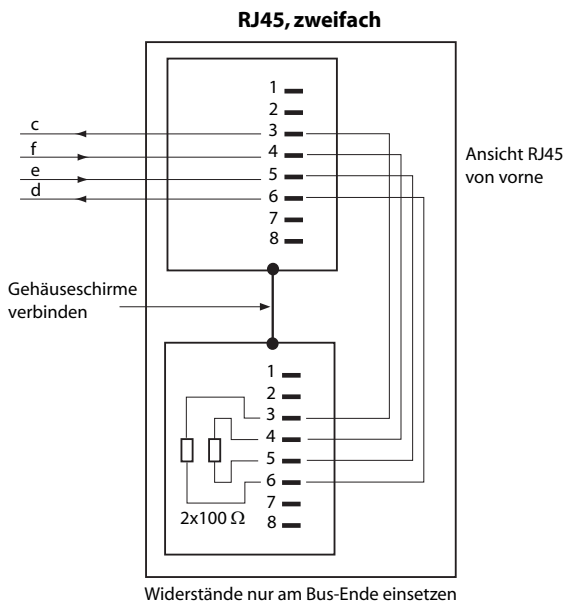 RJ45, zweifach
1
2
c
3
f
4
e
5
d
6
7
8
Ansicht RJ45
von vorne
Gehäuseschirme
verbinden
1
2
3
4
5
6
7
8
2x100 Ω
Widerstände nur am Bus-Ende einsetzen